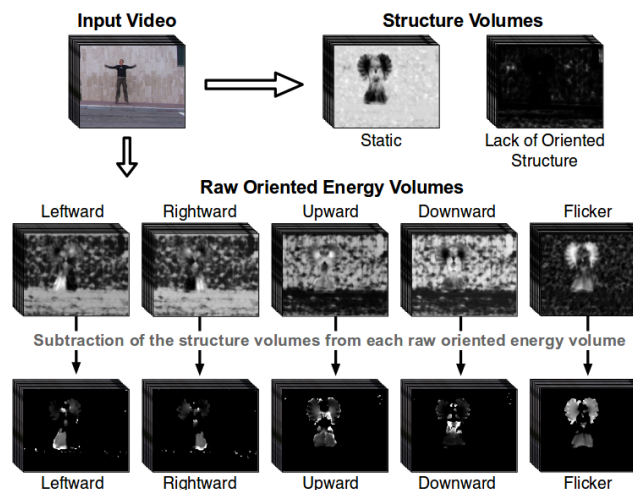 Input Video
Structure Volumes
Static
Lack of Oriented
Structure
Raw Oriented Energy Volumes
Leftward
Rightward
Upward
Downward
Flicker
Subtraction of the structure volumes from each raw oriented energy volume
Leftward
Rightward
Upward
Downward
Flicker